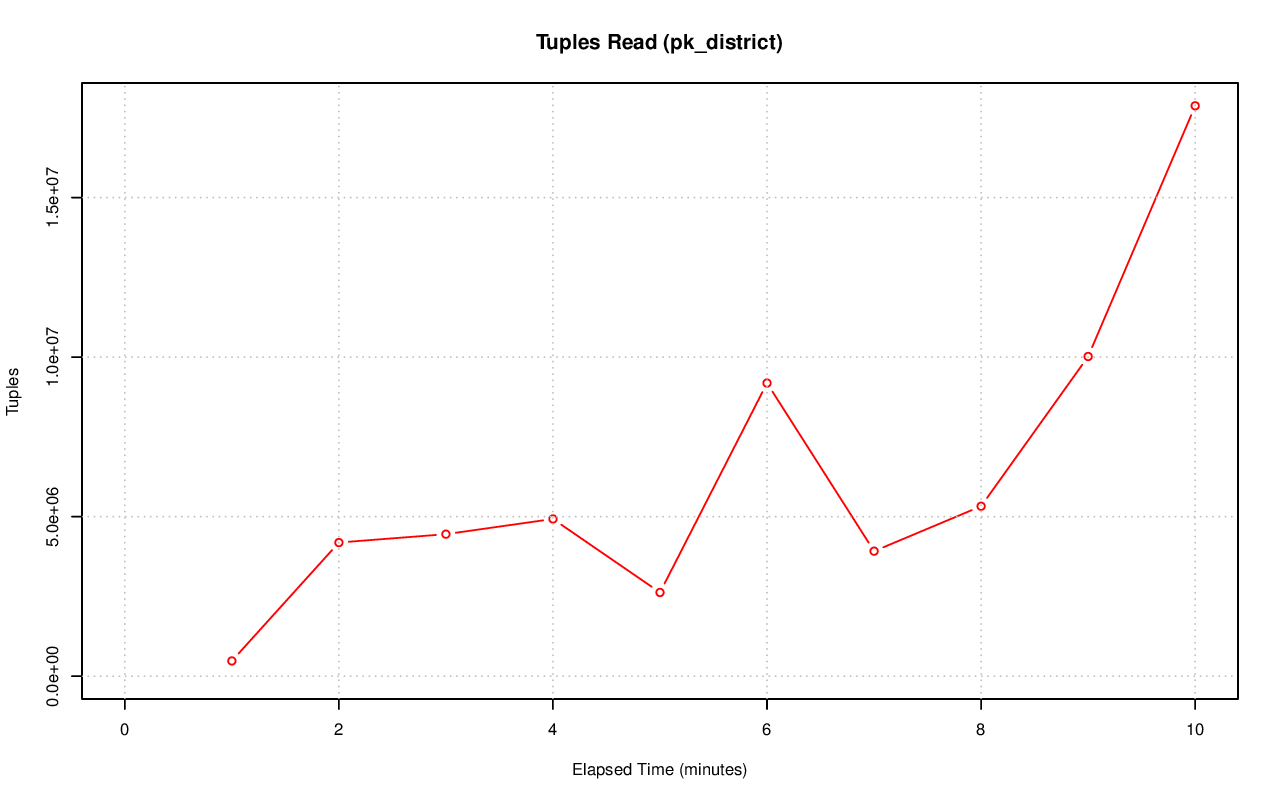 Tuples Read (pk_district)
Tuples
1.5e+07
1.0e+07
5.0e+06
0.0e+00
0 2 4 6 8 10
Elapsed Time (minutes)